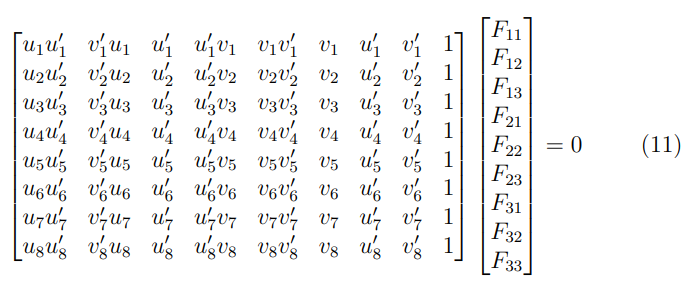 u₁u′₁ v′₁u₁ u′₁ u′₁v₁ v₁v′₁ v₁ u′₁ v′₁ 1 F₁₁
u₂u′₂ v′₂u₂ u′₂ u′₂v₂ v₂v′₂ v₂ u′₂ v′₂ 1 F₁₂
u₃u′₃ v′₃u₃ u′₃ u′₃v₃ v₃v′₃ v₃ u′₃ v′₃ 1 F₁₃
u₄u′₄ v′₄u₄ u′₄ u′₄v₄ v₄v′₄ v₄ u′₄ v′₄ 1 F₂₁
u₅u′₅ v′₅u₅ u′₅ u′₅v₅ v₅v′₅ v₅ u′₅ v′₅ 1 F₂₂ = 0 (11)
u₆u′₆ v′₆u₆ u′₆ u′₆v₆ v₆v′₆ v₆ u′₆ v′₆ 1 F₂₃
u₇u′₇ v′₇u₇ u′₇ u′₇v₇ v₇v′₇ v₇ u′₇ v′₇ 1 F₃₁
u₈u′₈ v′₈u₈ u′₈ u′₈v₈ v₈v′₈ v₈ u′₈ v′₈ 1 F₃₂
F₃₃